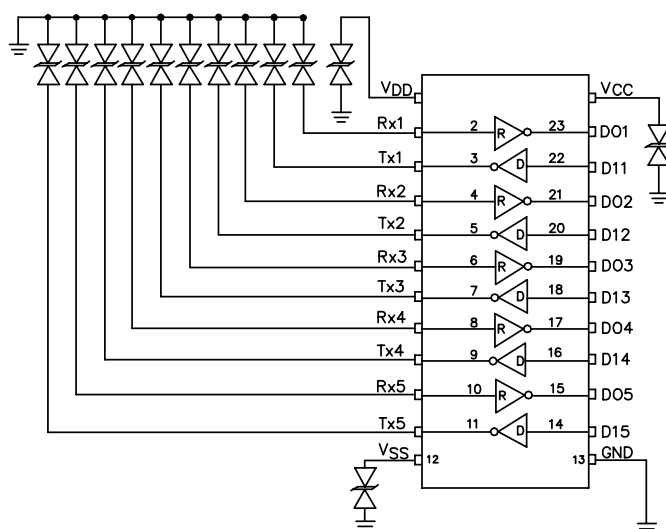 VDD VCC
Rx1 2 R 23 DO1
Tx1 3 D 22 D11
Rx2 4 R 21 DO2
Tx2 5 D 20 D12
Rx3 6 R 19 DO3
Tx3 7 D 18 D13
Rx4 8 R 17 DO4
Tx4 9 D 16 D14
Rx5 10 R 15 DO5
Tx5 11 D 14 D15
VSS 12 13 GND